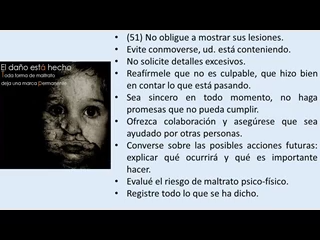 El daño está hecho
Toda forma de maltrato
deja una marca Permanente
• (51) No obligue a mostrar sus lesiones.
• Evite conmoverse, ud. está conteniendo.
• No solicite detalles excesivos.
• Reafírmele que no es culpable, que hizo bien
en contar lo que está pasando.
• Sea sincero en todo momento, no haga
promesas que no pueda cumplir.
• Ofrezca colaboración y asegúrese que sea
ayudado por otras personas.
• Converse sobre las posibles acciones futuras:
explicar qué ocurrirá y qué es importante
hacer.
• Evalué el riesgo de maltrato psico-físico.
• Registre todo lo que se ha dicho.